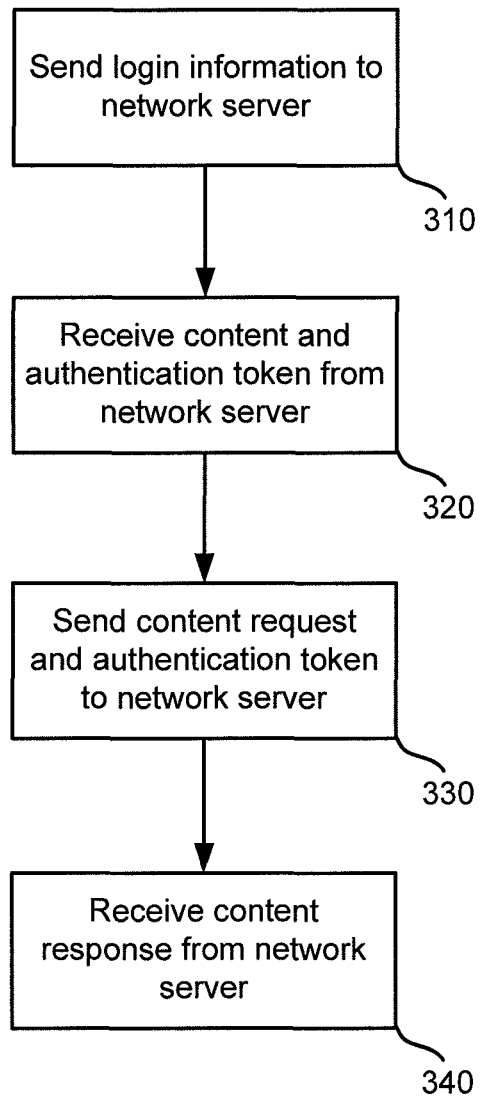 Send login information to
network server
310
Receive content and
authentication token from
network server
320
Send content request
and authentication token
to network server
330
Receive content
response from network
server
340